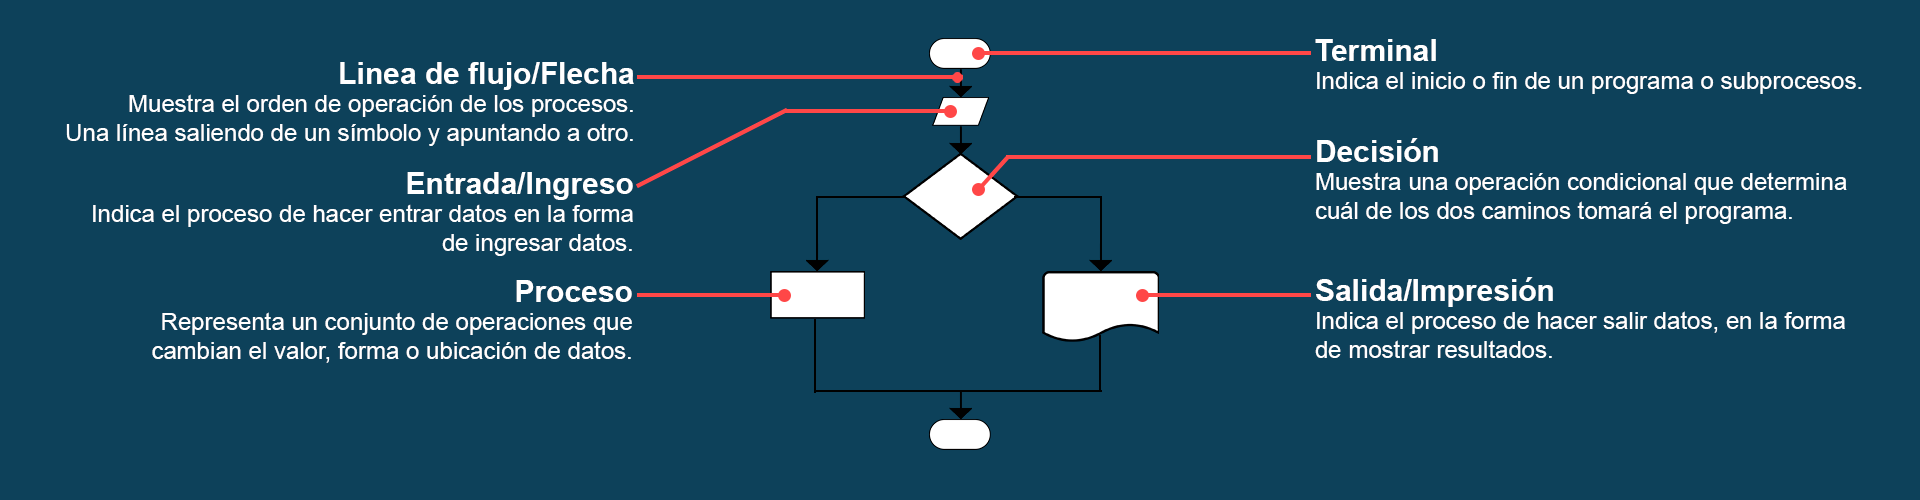 Linea de flujo/Flecha
Muestra el orden de operación de los procesos.
Una línea saliendo de un símbolo y apuntando a otro.
Entrada/Ingreso
Indica el proceso de hacer entrar datos en la forma
de ingresar datos.
Proceso
Representa un conjunto de operaciones que
cambian el valor, forma o ubicación de datos.
Terminal
Indica el inicio o fin de un programa o subprocesos.
Decisión
Muestra una operación condicional que determina
cuál de los dos caminos tomará el programa.
Salida/Impresión
Indica el proceso de hacer salir datos, en la forma
de mostrar resultados.